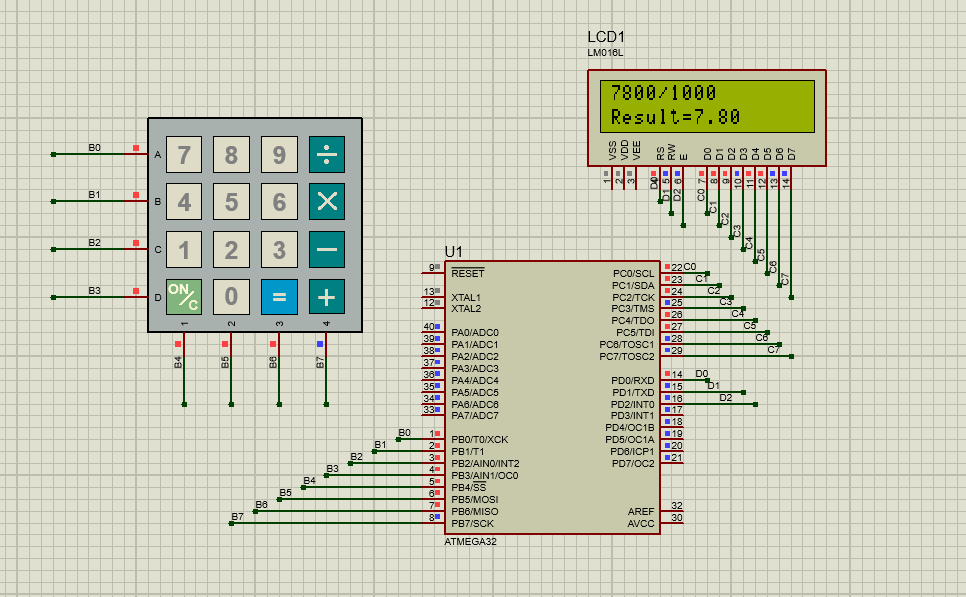 LCD1
LM016L
7800/1000
Result=7.80
VSS VDD VEE RS RW E D0 D1 D2 D3 D4 D5 D6 D7
1 2 3 4 5 6 7 8 9 10 11 12 13 14
D0 D1 D2 C0 C1 C2 C3 C4 C5 C6 C7
B0 A 7 8 9 ÷
B1 B 4 5 6 ×
B2 C 1 2 3 −
B3 D ON/C 0 = +
1 2 3 4
B4 B5 B6 B7
U1
9 RESET
13 XTAL1
12 XTAL2
40 PA0/ADC0
39 PA1/ADC1
38 PA2/ADC2
37 PA3/ADC3
36 PA4/ADC4
35 PA5/ADC5
34 PA6/ADC6
33 PA7/ADC7
B0 1 PB0/T0/XCK
B1 2 PB1/T1
B2 3 PB2/AIN0/INT2
B3 4 PB3/AIN1/OC0
B4 5 PB4/SS
B5 6 PB5/MOSI
B6 7 PB6/MISO
B7 8 PB7/SCK
PC0/SCL 22 C0
PC1/SDA 23 C1
PC2/TCK 24 C2
PC3/TMS 25 C3
PC4/TDO 26 C4
PC5/TDI 27 C5
PC6/TOSC1 28 C6
PC7/TOSC2 29 C7
PD0/RXD 14 D0
PD1/TXD 15 D1
PD2/INT0 16 D2
PD3/INT1 17
PD4/OC1B 18
PD5/OC1A 19
PD6/ICP1 20
PD7/OC2 21
AREF 32
AVCC 30
ATMEGA32